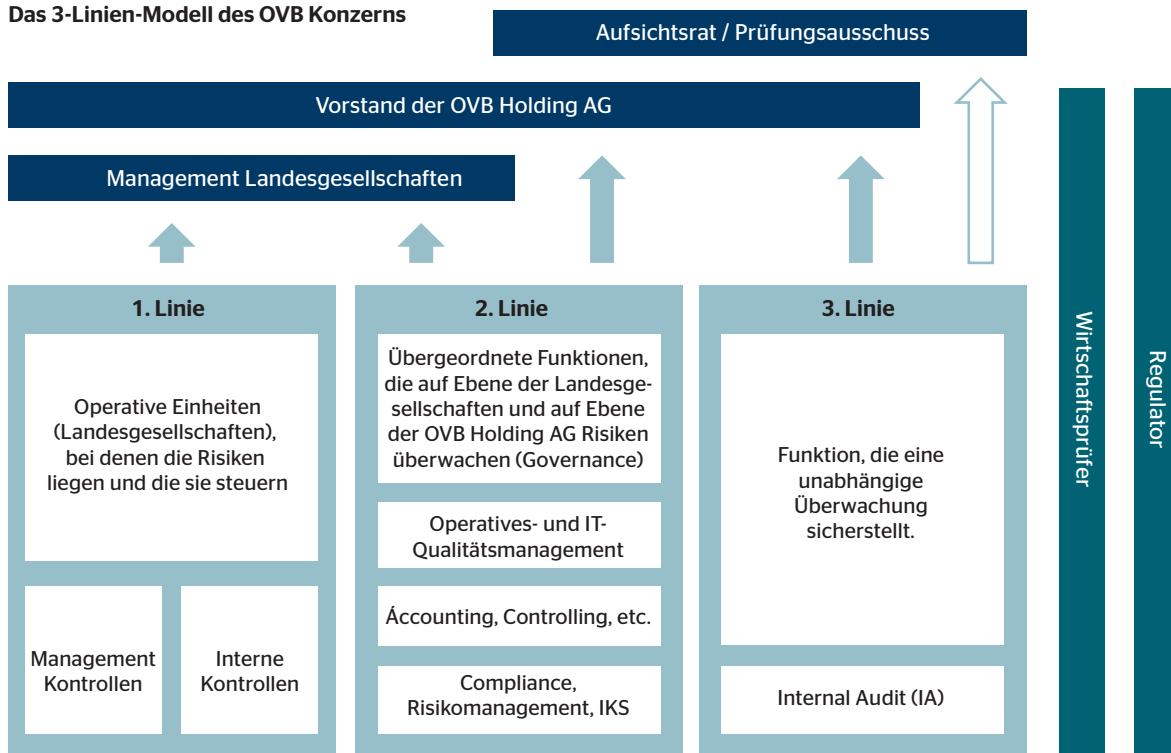 Das 3-Linien-Modell des OVB Konzerns
Aufsichtsrat / Prüfungsausschuss
Vorstand der OVB Holding AG
Management Landesgesellschaften
1. Linie
Operative Einheiten
(Landesgesellschaften),
bei denen die Risiken
liegen und die sie steuern
Management
Kontrollen
Interne
Kontrollen
2. Linie
Übergeordnete Funktionen,
die auf Ebene der Landesge-
sellschaften und auf Ebene
der OVB Holding AG Risiken
überwachen (Governance)
Operatives- und IT-
Qualitätsmanagement
Áccounting, Controlling, etc.
Compliance,
Risikomanagement, IKS
3. Linie
Funktion, die eine
unabhängige
Überwachung
sicherstellt.
Internal Audit (IA)
Wirtschaftsprüfer
Regulator